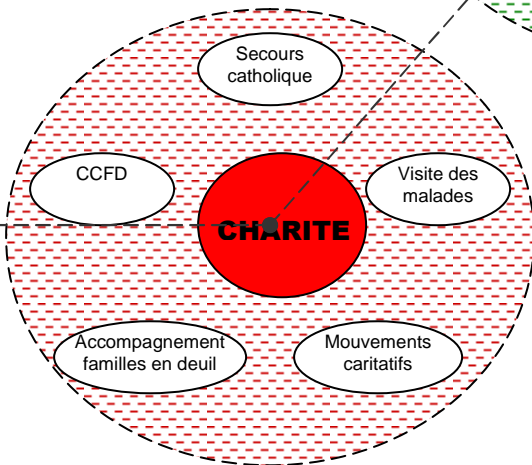 Secours
catholique
CCFD
Visite des
malades
CHARITE
Accompagnement
familles en deuil
Mouvements
caritatifs